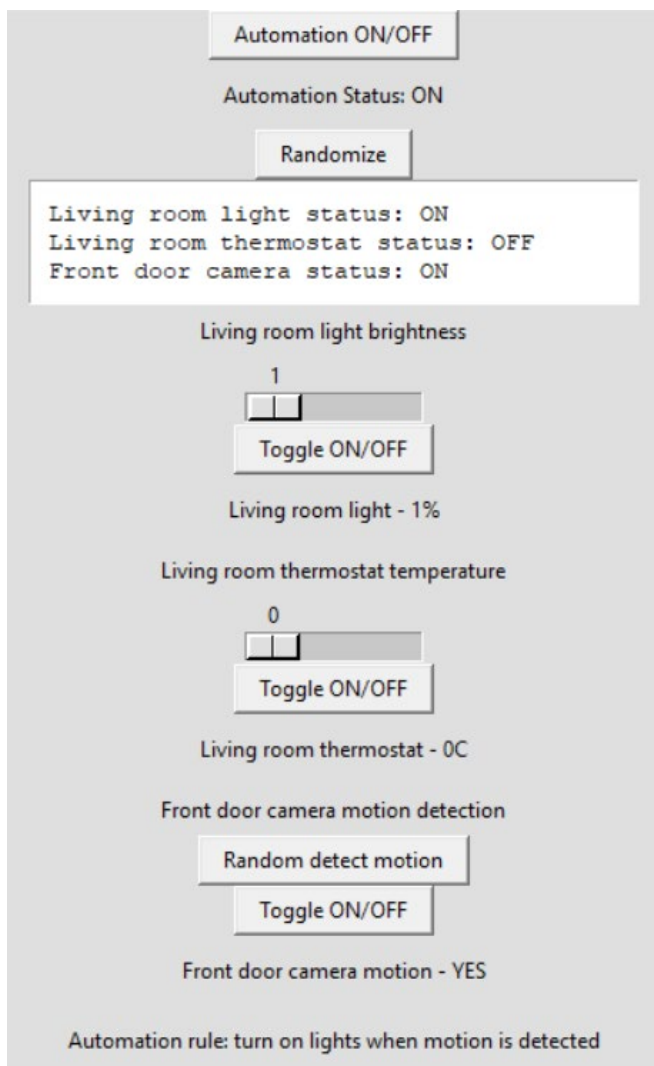 Automation ON/OFF
Automation Status: ON
Randomize
Living room light status: ON
Living room thermostat status: OFF
Front door camera status: ON
Living room light brightness
1
Toggle ON/OFF
Living room light - 1%
Living room thermostat temperature
0
Toggle ON/OFF
Living room thermostat - 0C
Front door camera motion detection
Random detect motion
Toggle ON/OFF
Front door camera motion - YES
Automation rule: turn on lights when motion is detected